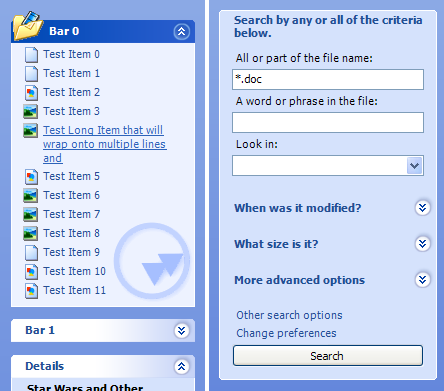 Bar 0
Test Item 0
Test Item 1
Test Item 2
Test Item 3
Test Long Item that will
wrap onto multiple lines
and
Test Item 5
Test Item 6
Test Item 7
Test Item 8
Test Item 9
Test Item 10
Test Item 11
Bar 1
Details
Star Wars and Other
Search by any or all of the criteria
below.
All or part of the file name:
*.doc
A word or phrase in the file:
Look in:
When was it modified?
What size is it?
More advanced options
Other search options
Change preferences
Search